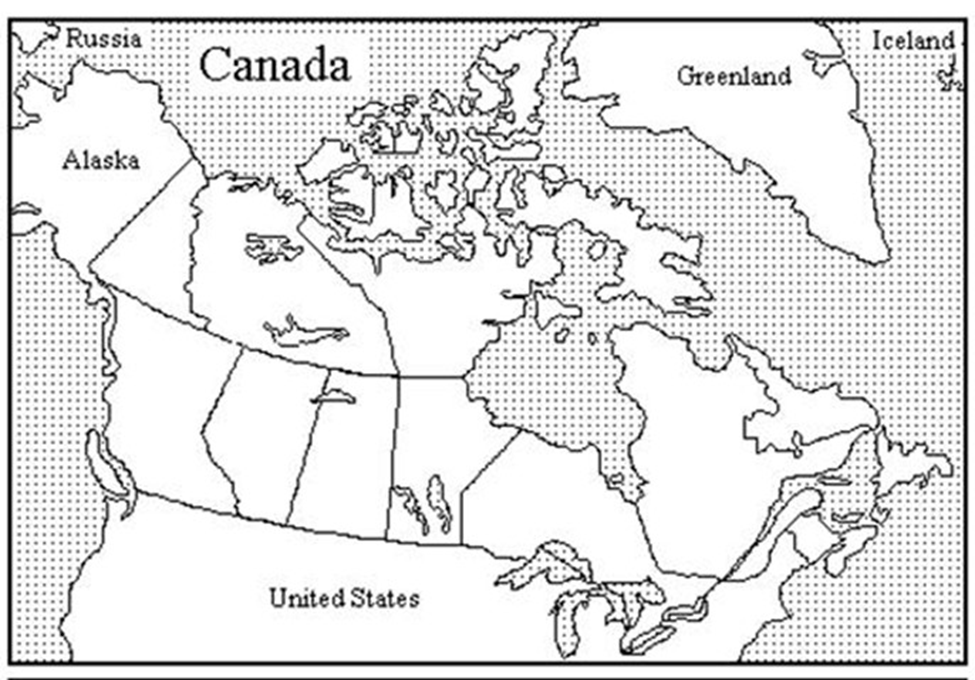 Russia
Canada
Iceland
Greenland
Alaska
United States